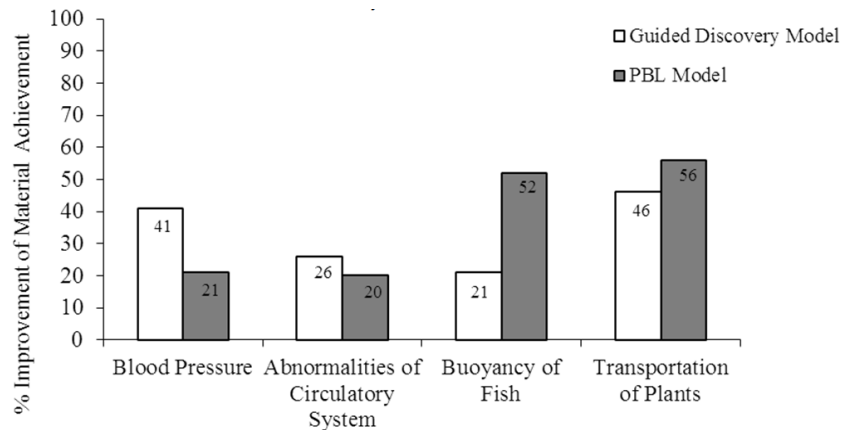 % Improvement of Material Achievement
100
90
80
70
60
50
40
30
20
10
0
Guided Discovery Model
PBL Model
41
21
26
20
21
52
46
56
Blood Pressure
Abnormalities of
Circulatory
System
Buoyancy of
Fish
Transportation
of Plants